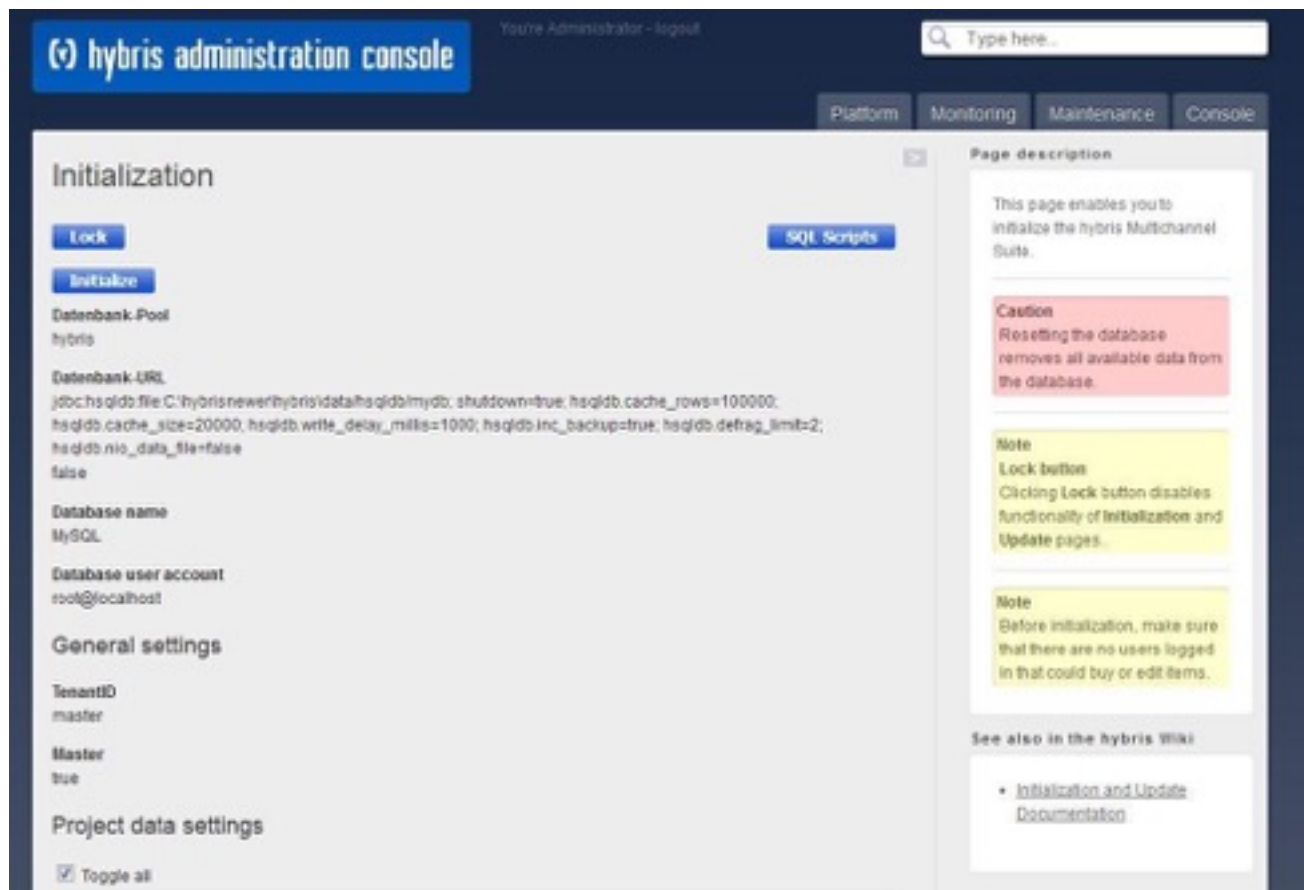 (v) hybris administration console
You're Administrator - logout
Type here...
Platform
Monitoring
Maintenance
Console
Initialization
Lock
SQL Scripts
Initialize
Datenbank-Pool
hybris
Datenbank-URL
jdbc:hsqldb:file:C:\hybrisnewer\hybris\data\hsqldb\mydb; shutdown=true; hsqldb.cache_rows=100000;
hsqldb.cache_size=20000; hsqldb.write_delay_millis=1000; hsqldb.inc_backup=true; hsqldb.defrag_limit=2;
hsqldb.nio_data_file=false
false
Database name
MySQL
Database user account
root@localhost
General settings
TenantID
master
Master
true
Project data settings
Toggle all
Page description
This page enables you to
initialize the hybris Multichannel
Suite.
Caution
Resetting the database
removes all available data from
the database.
Note
Lock button
Clicking Lock button disables
functionality of Initialization and
Update pages..
Note
Before initialization, make sure
that there are no users logged
in that could buy or edit items.
See also in the hybris Wiki
• Initialization and Update
Documentation